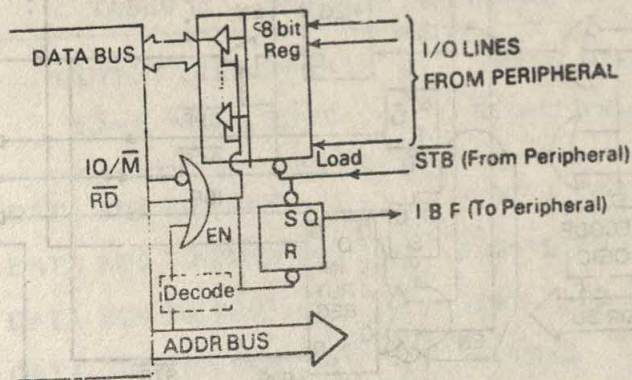 8 bit
Reg
DATA BUS
I/O LINES
FROM PERIPHERAL
Load
IO/M̅
S̅T̅B̅ (From Peripheral)
R̅D̅
S Q
I B F (To Peripheral)
EN
R
Decode
ADDR BUS